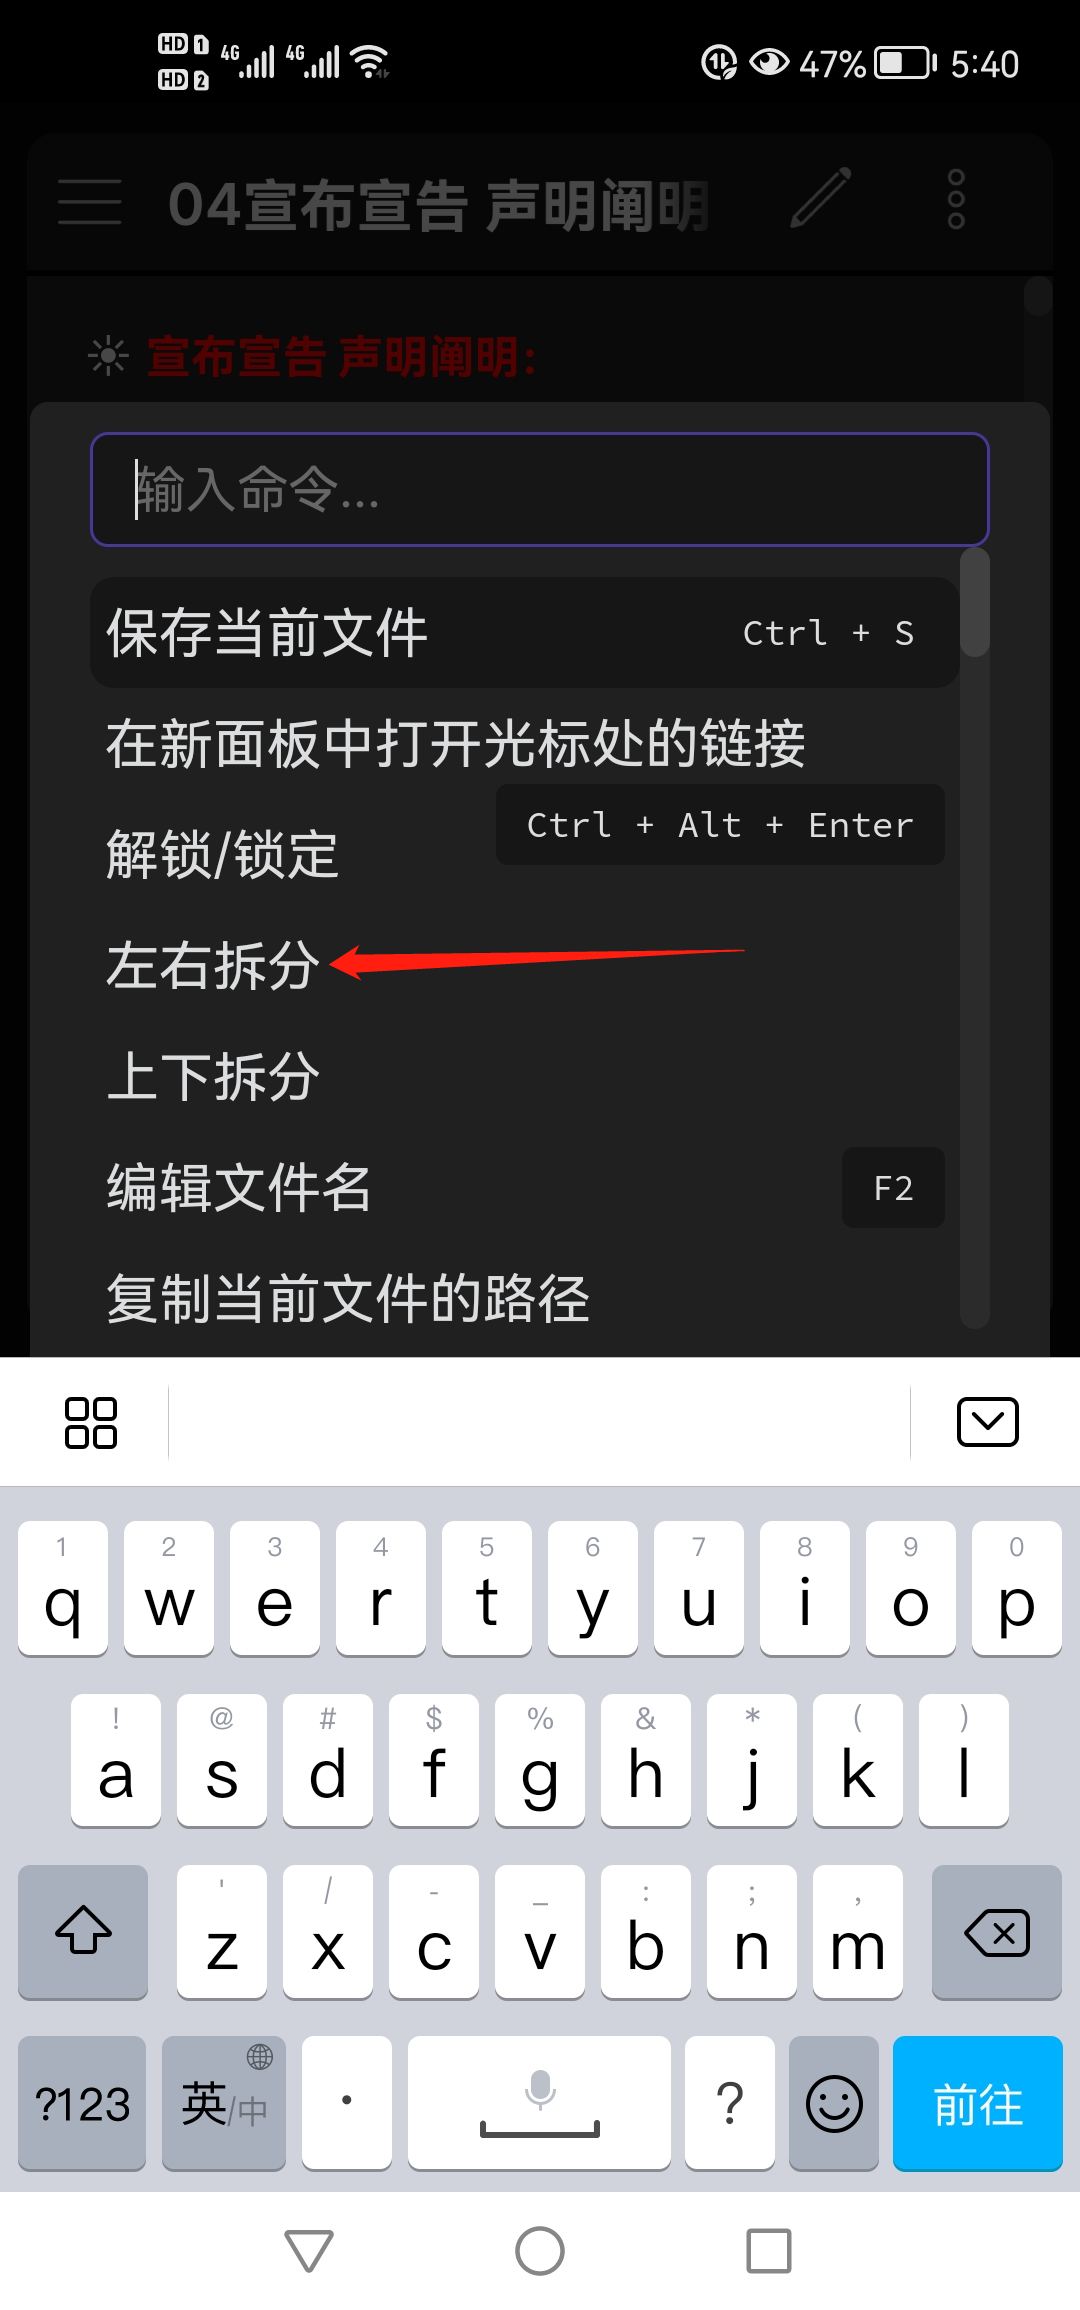 HD 1 4G 4G 47% 5:40
HD 2
04宣布宣告 声明阐明
宣布宣告 声明阐明：
输入命令...
保存当前文件 Ctrl + S
在新面板中打开光标处的链接
Ctrl + Alt + Enter
解锁/锁定
左右拆分
上下拆分
编辑文件名 F2
复制当前文件的路径
1 2 3 4 5 6 7 8 9 0
q w e r t y u i o p
! @ # $ % & * ( )
a s d f g h j k l
' / - _ : ; ,
z x c v b n m
?123 英/中 · ? 前往